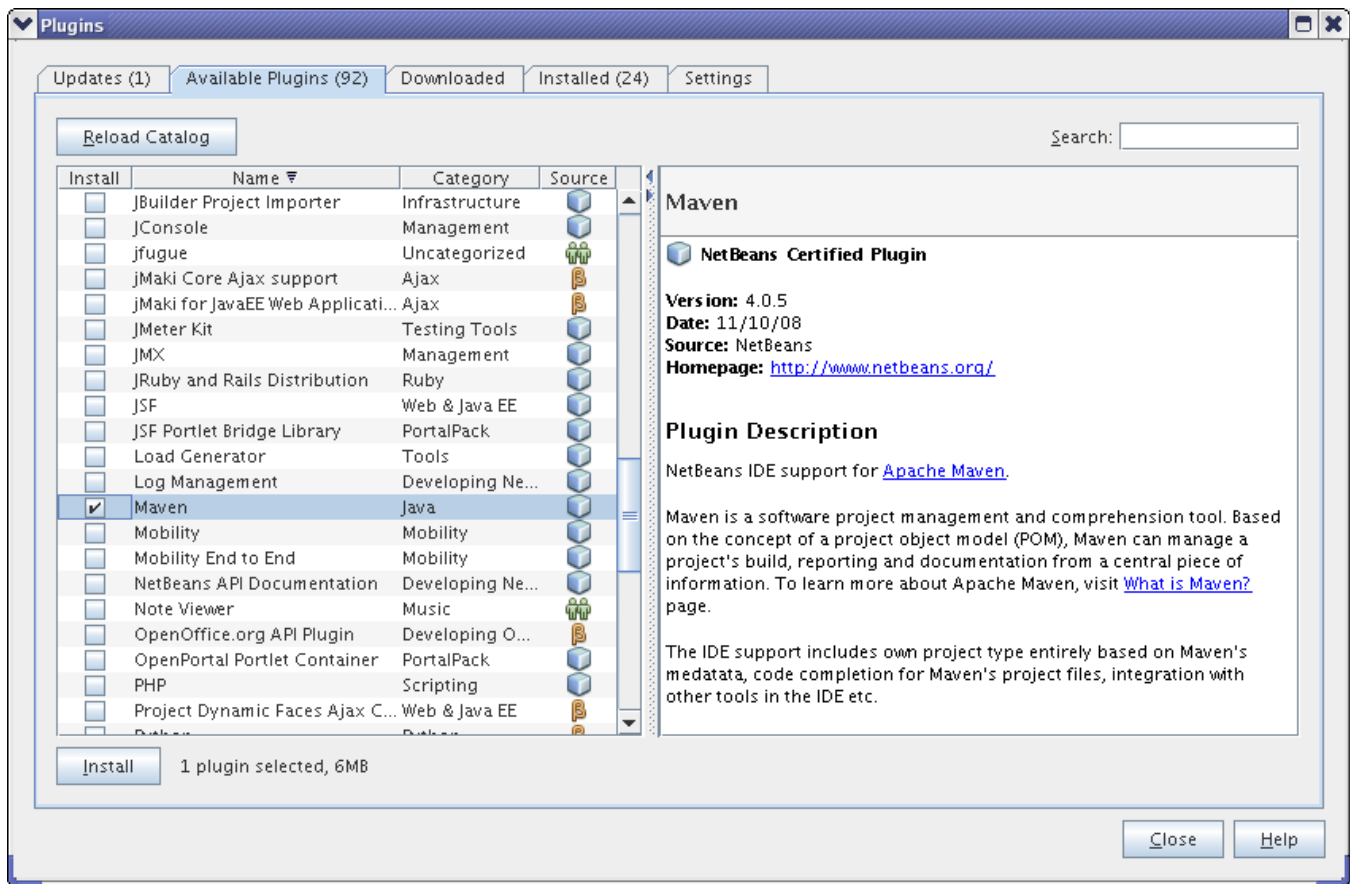 Plugins
Updates (1) Available Plugins (92) Downloaded Installed (24) Settings
Reload Catalog Search:
Install Name Category Source
JBuilder Project Importer Infrastructure
JConsole Management
jfugue Uncategorized
jMaki Core Ajax support Ajax
jMaki for JavaEE Web Applicati... Ajax
JMeter Kit Testing Tools
JMX Management
JRuby and Rails Distribution Ruby
JSF Web & Java EE
JSF Portlet Bridge Library PortalPack
Load Generator Tools
Log Management Developing Ne...
Maven Java
Mobility Mobility
Mobility End to End Mobility
NetBeans API Documentation Developing Ne...
Note Viewer Music
OpenOffice.org API Plugin Developing O...
OpenPortal Portlet Container PortalPack
PHP Scripting
Project Dynamic Faces Ajax C... Web & Java EE
Python Python
Maven
NetBeans Certified Plugin
Version: 4.0.5
Date: 11/10/08
Source: NetBeans
Homepage: http://www.netbeans.org/
Plugin Description
NetBeans IDE support for Apache Maven.
Maven is a software project management and comprehension tool. Based
on the concept of a project object model (POM), Maven can manage a
project's build, reporting and documentation from a central piece of
information. To learn more about Apache Maven, visit What is Maven?
page.
The IDE support includes own project type entirely based on Maven's
medatata, code completion for Maven's project files, integration with
other tools in the IDE etc.
Install 1 plugin selected, 6MB
Close Help